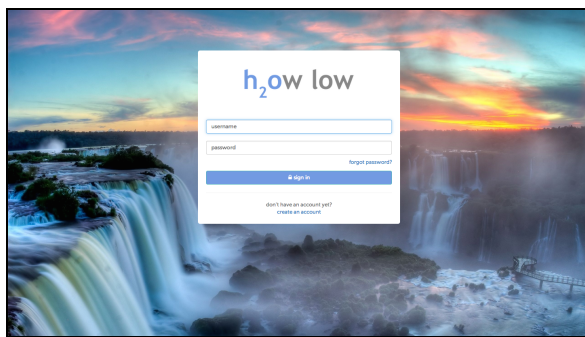 h₂ow low
username
password
forgot password?
sign in
don't have an account yet?
create an account